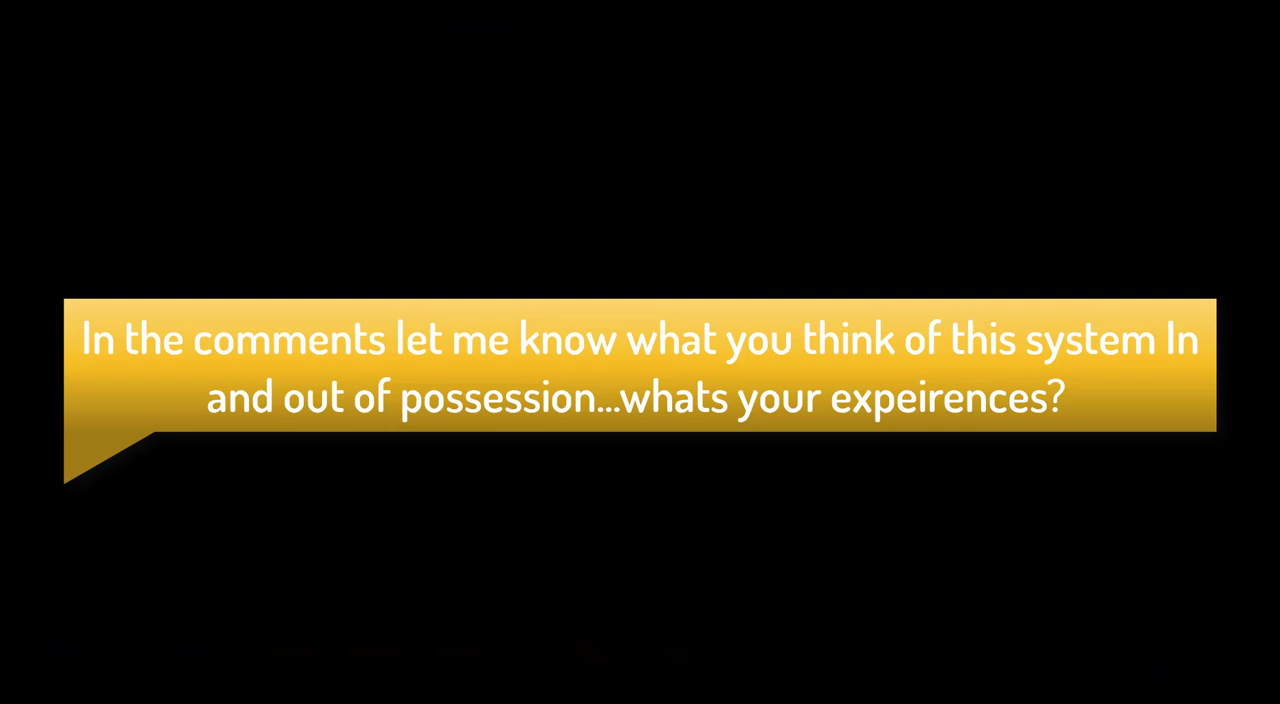 In the comments let me know what you think of this system In
and out of possession...whats your expeirences?